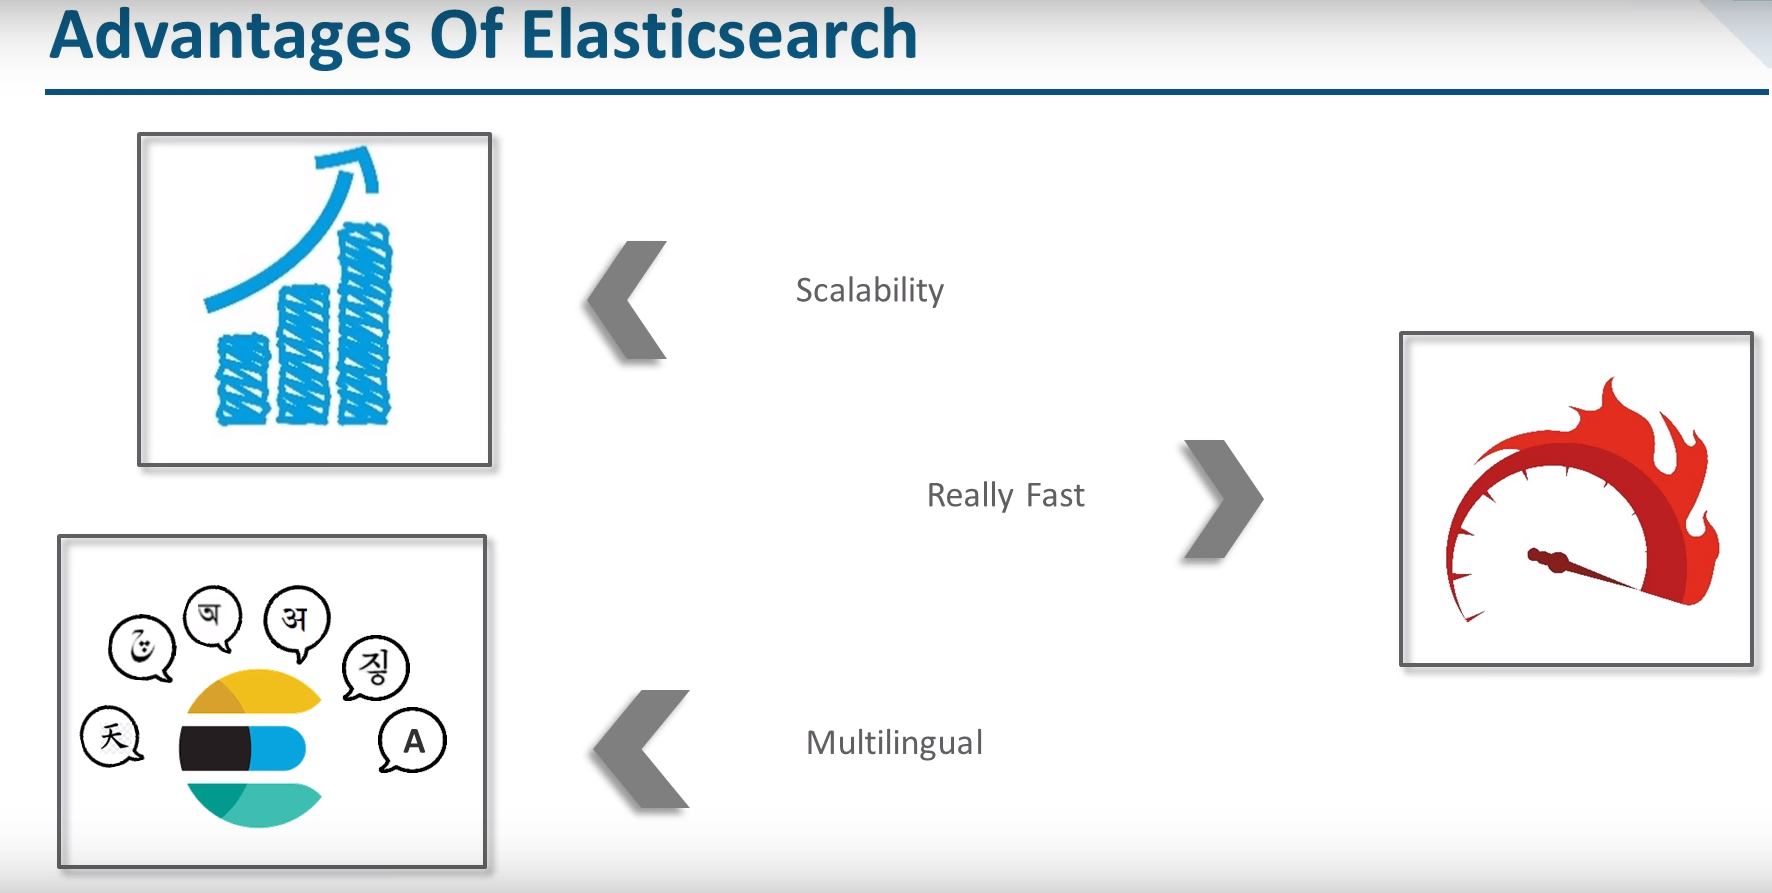 Advantages Of Elasticsearch
Scalability
Really Fast
Multilingual
অ
अ
징
天
A